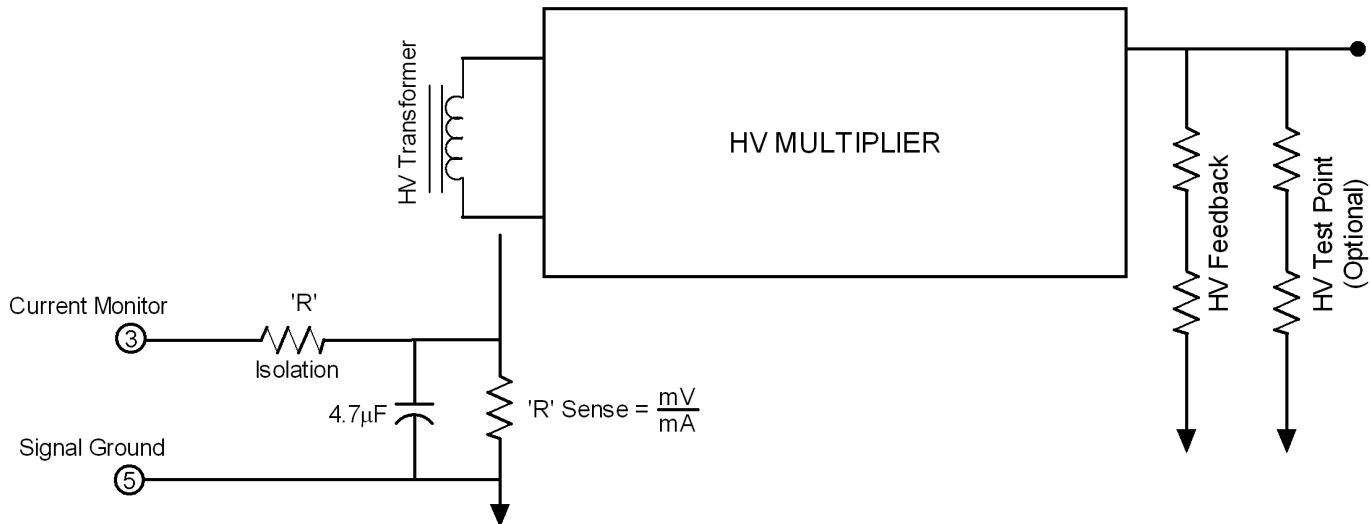 HV Transformer
HV MULTIPLIER
HV Feedback
HV Test Point
(Optional)
Current Monitor
3
'R'
Isolation
4.7µF
'R' Sense = mV
mA
Signal Ground
5